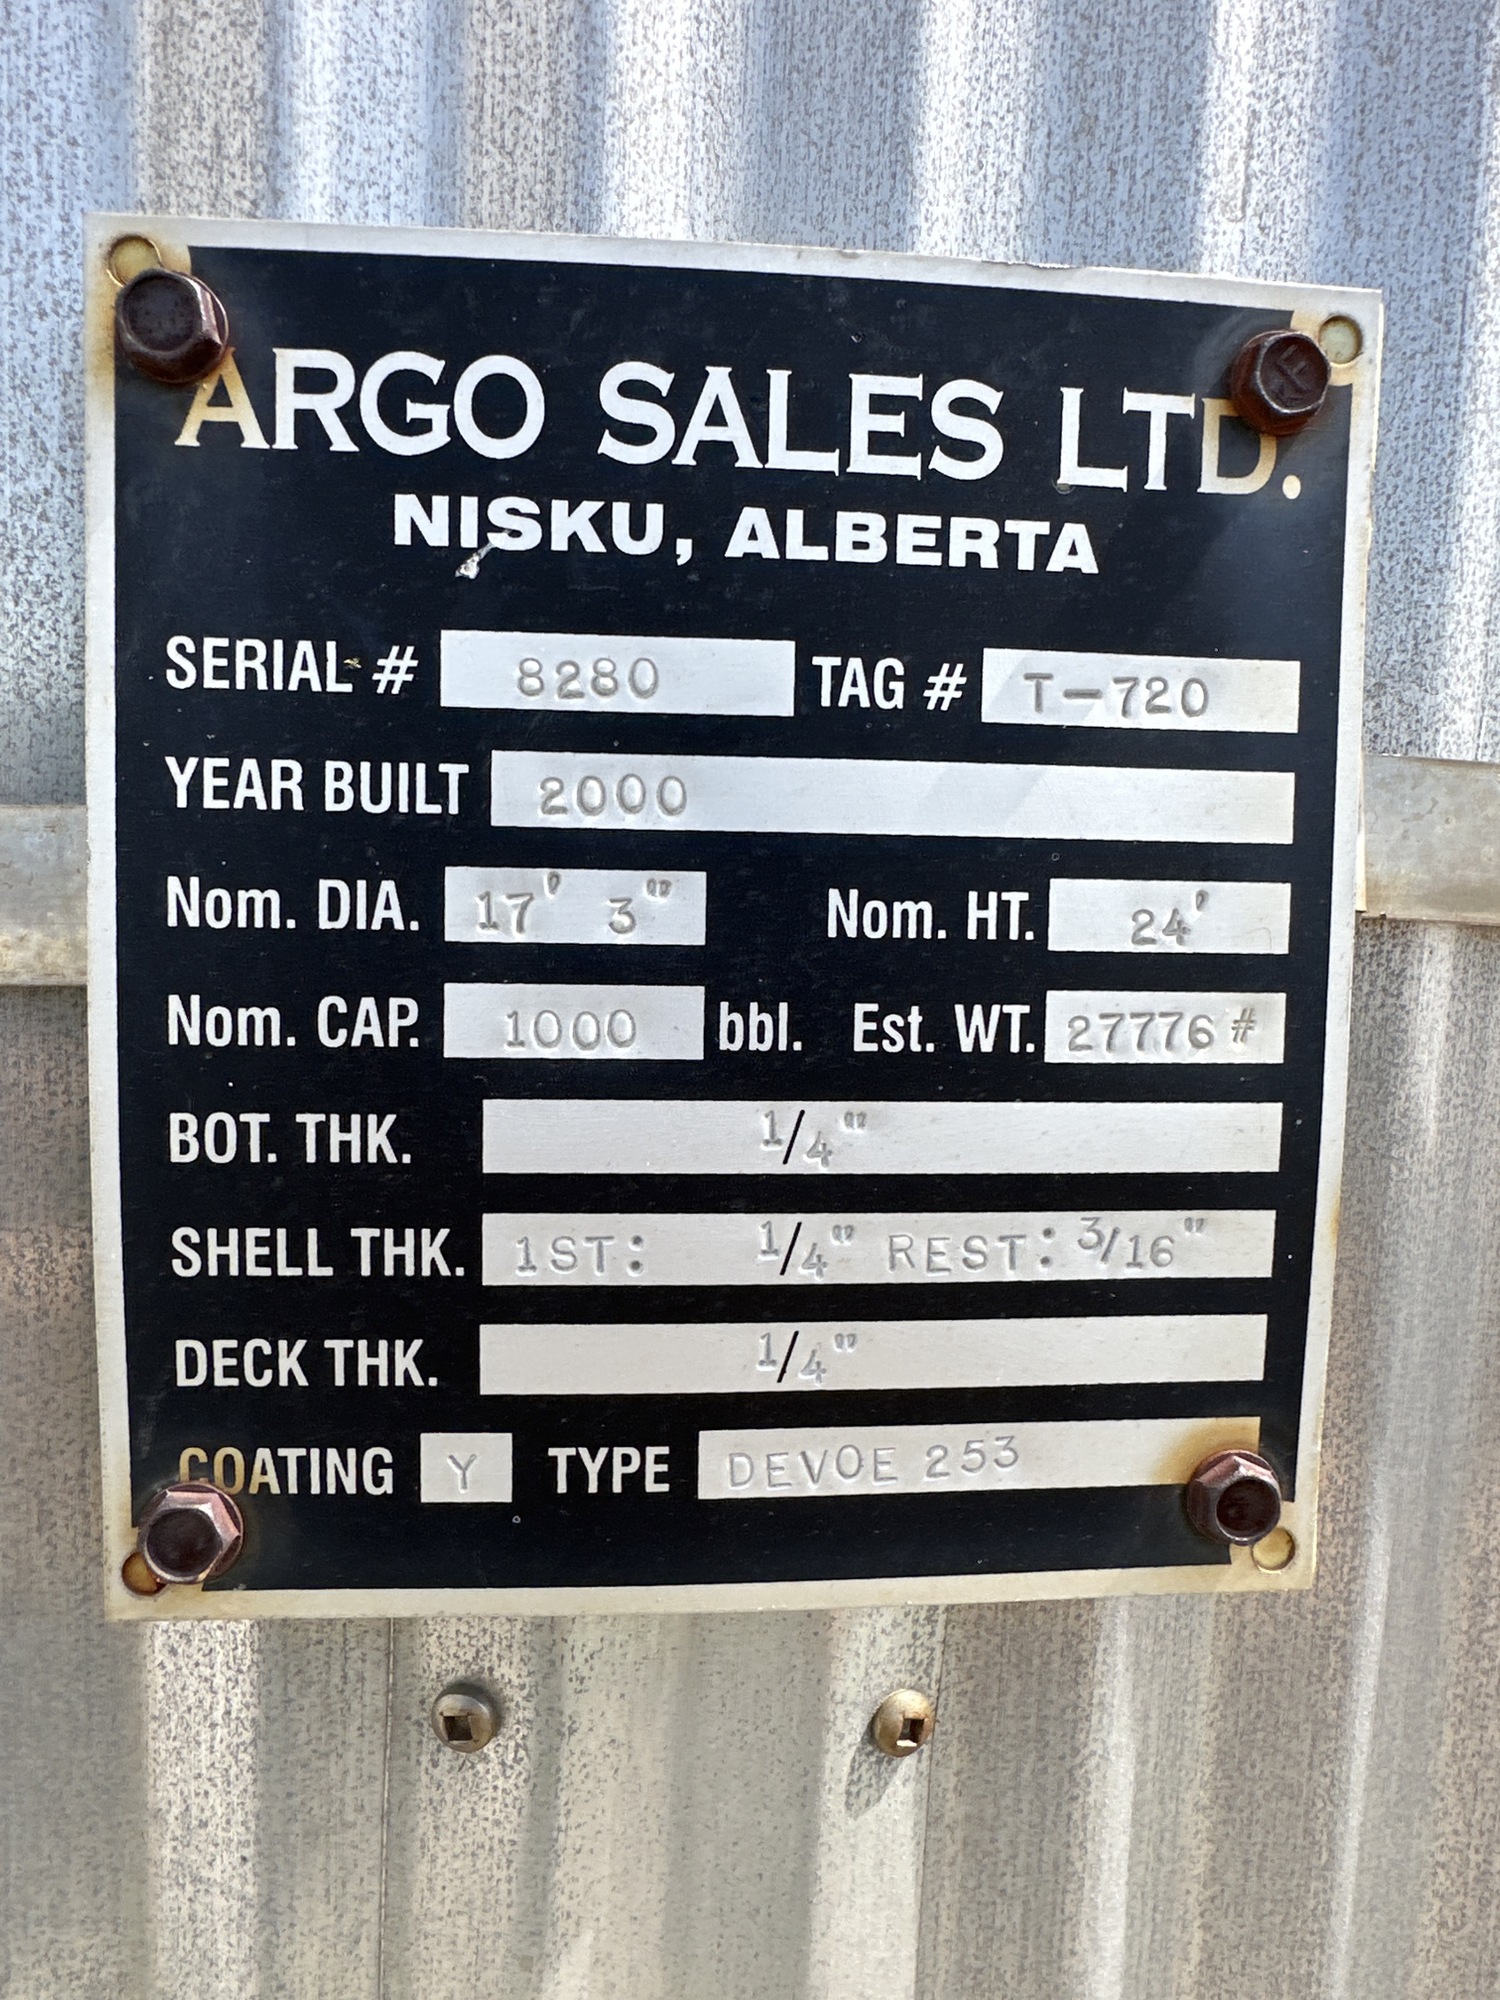 ARGO SALES LTD.
NISKU, ALBERTA
SERIAL # 8280 TAG # T-720
YEAR BUILT 2000
Nom. DIA. 17' 3" Nom. HT. 24'
Nom. CAP. 1000 bbl. Est. WT. 27776#
BOT. THK. 1/4"
SHELL THK. 1ST: 1/4" REST: 3/16"
DECK THK. 1/4"
COATING Y TYPE DEVOE 253